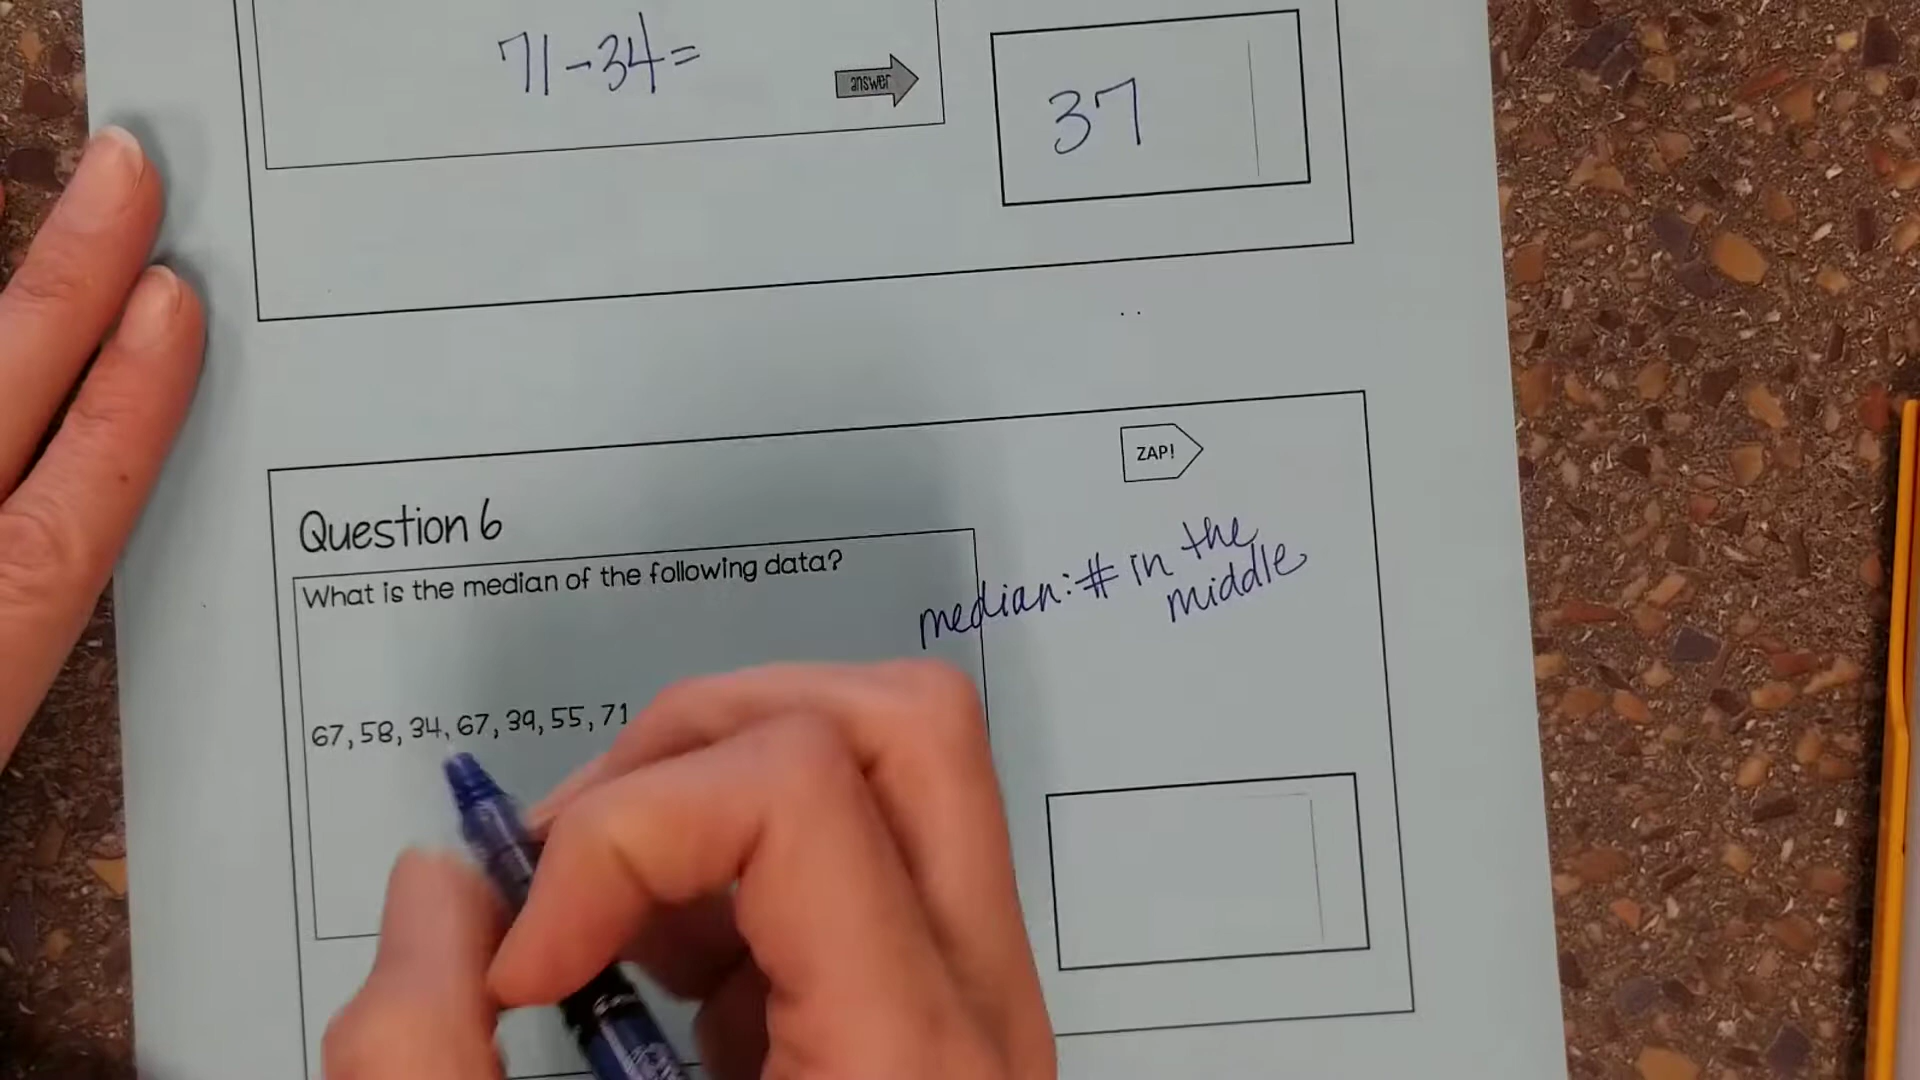 71-34=
answer
37
ZAP!
Question 6
What is the median of the following data?
median: # in the
middle
67, 58, 34, 67, 39, 55, 71